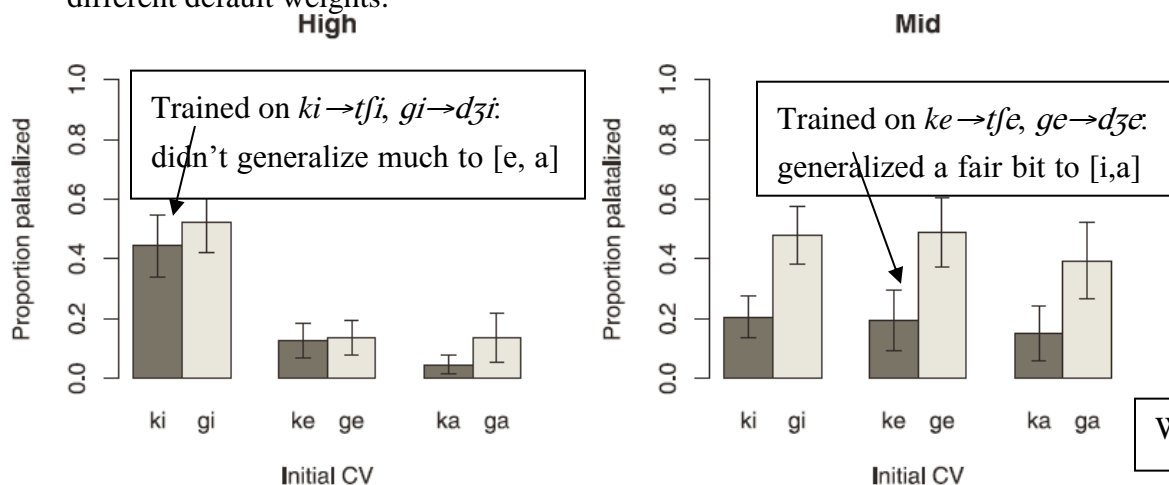 different default weights.
High
Mid
Trained on ki→tʃi, gi→dʒi:
didn't generalize much to [e, a]
Trained on ke→tʃe, ge→dʒe:
generalized a fair bit to [i,a]
Proportion palatalized
1.0
0.8
0.6
0.4
0.2
0.0
ki gi ke ge ka ga
Initial CV
Proportion palatalized
1.0
0.8
0.6
0.4
0.2
0.0
ki gi ke ge ka ga
Initial CV
W